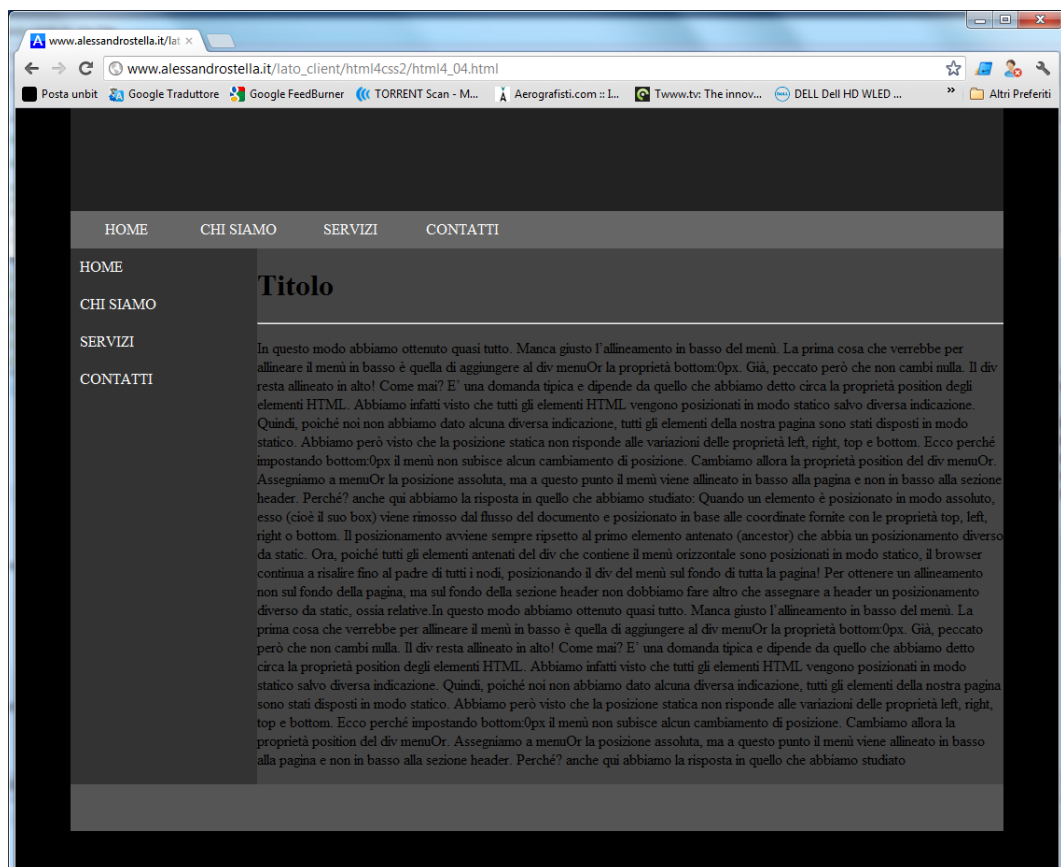 www.alessandrostella.it/lat
www.alessandrostella.it/lato_client/html4css2/html4_04.html
Posta unbit Google Traduttore Google FeedBurner TORRENT Scan - M... Aerografisti.com :: I... Twww.tv: The innov... DELL Dell HD WLED ... » Altri Preferiti
HOME CHI SIAMO SERVIZI CONTATTI
HOME
CHI SIAMO
SERVIZI
CONTATTI
Titolo
In questo modo abbiamo ottenuto quasi tutto. Manca giusto l'allineamento in basso del menù. La prima cosa che verrebbe per
allineare il menù in basso è quella di aggiungere al div menuOr la proprietà bottom:0px. Già, peccato però che non cambi nulla. Il div
resta allineato in alto! Come mai? E' una domanda tipica e dipende da quello che abbiamo detto circa la proprietà position degli
elementi HTML. Abbiamo infatti visto che tutti gli elementi HTML vengono posizionati in modo statico salvo diversa indicazione.
Quindi, poiché noi non abbiamo dato alcuna diversa indicazione, tutti gli elementi della nostra pagina sono stati disposti in modo
statico. Abbiamo però visto che la posizione statica non risponde alle variazioni delle proprietà left, right, top e bottom. Ecco perché
impostando bottom:0px il menù non subisce alcun cambiamento di posizione. Cambiamo allora la proprietà position del div menuOr.
Assegniamo a menuOr la posizione assoluta, ma a questo punto il menù viene allineato in basso alla pagina e non in basso alla sezione
header. Perché? anche qui abbiamo la risposta in quello che abbiamo studiato: Quando un elemento è posizionato in modo assoluto,
esso (cioè il suo box) viene rimosso dal flusso del documento e posizionato in base alle coordinate fornite con le proprietà top, left,
right o bottom. Il posizionamento avviene sempre ripsetto al primo elemento antenato (ancestor) che abbia un posizionamento diverso
da static. Ora, poiché tutti gli elementi antenati del div che contiene il menù orizzontale sono posizionati in modo statico, il browser
continua a risalire fino al padre di tutti i nodi, posizionando il div del menù sul fondo di tutta la pagina! Per ottenere un allineamento
non sul fondo della pagina, ma sul fondo della sezione header non dobbiamo fare altro che assegnare a header un posizionamento
diverso da static, ossia relative.In questo modo abbiamo ottenuto quasi tutto. Manca giusto l'allineamento in basso del menù. La
prima cosa che verrebbe per allineare il menù in basso è quella di aggiungere al div menuOr la proprietà bottom:0px. Già, peccato
però che non cambi nulla. Il div resta allineato in alto! Come mai? E' una domanda tipica e dipende da quello che abbiamo detto
circa la proprietà position degli elementi HTML. Abbiamo infatti visto che tutti gli elementi HTML vengono posizionati in modo
statico salvo diversa indicazione. Quindi, poiché noi non abbiamo dato alcuna diversa indicazione, tutti gli elementi della nostra pagina
sono stati disposti in modo statico. Abbiamo però visto che la posizione statica non risponde alle variazioni delle proprietà left, right,
top e bottom. Ecco perché impostando bottom:0px il menù non subisce alcun cambiamento di posizione. Cambiamo allora la
proprietà position del div menuOr. Assegniamo a menuOr la posizione assoluta, ma a questo punto il menù viene allineato in basso
alla pagina e non in basso alla sezione header. Perché? anche qui abbiamo la risposta in quello che abbiamo studiato